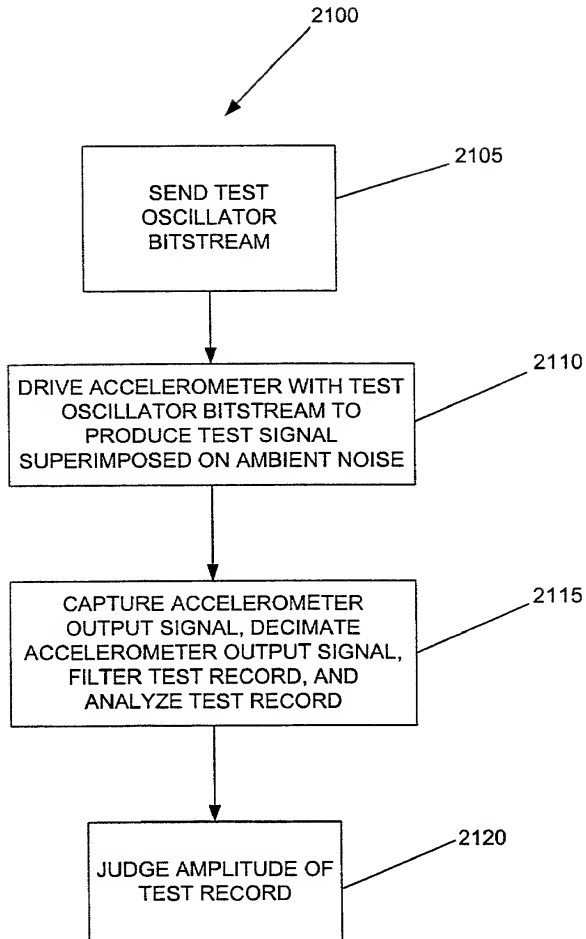 2100
2105
SEND TEST
OSCILLATOR
BITSTREAM
2110
DRIVE ACCELEROMETER WITH TEST
OSCILLATOR BITSTREAM TO
PRODUCE TEST SIGNAL
SUPERIMPOSED ON AMBIENT NOISE
2115
CAPTURE ACCELEROMETER
OUTPUT SIGNAL, DECIMATE
ACCELEROMETER OUTPUT SIGNAL,
FILTER TEST RECORD, AND
ANALYZE TEST RECORD
2120
JUDGE AMPLITUDE OF
TEST RECORD